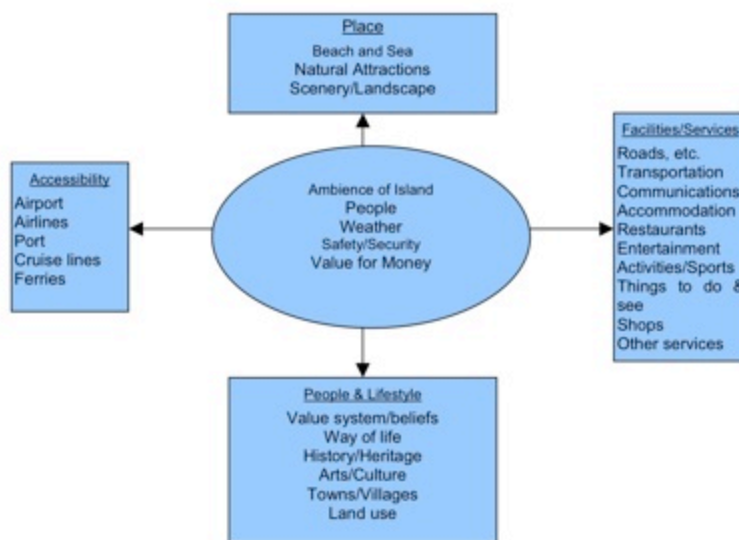 Place
Beach and Sea
Natural Attractions
Scenery/Landscape
Accessibility
Airport
Airlines
Port
Cruise lines
Ferries
Ambience of Island
People
Weather
Safety/Security
Value for Money
Facilities/Services
Roads, etc.
Transportation
Communications
Accommodation
Restaurants
Entertainment
Activities/Sports
Things to do &
see
Shops
Other services
People & Lifestyle
Value system/beliefs
Way of life
History/Heritage
Arts/Culture
Towns/Villages
Land use